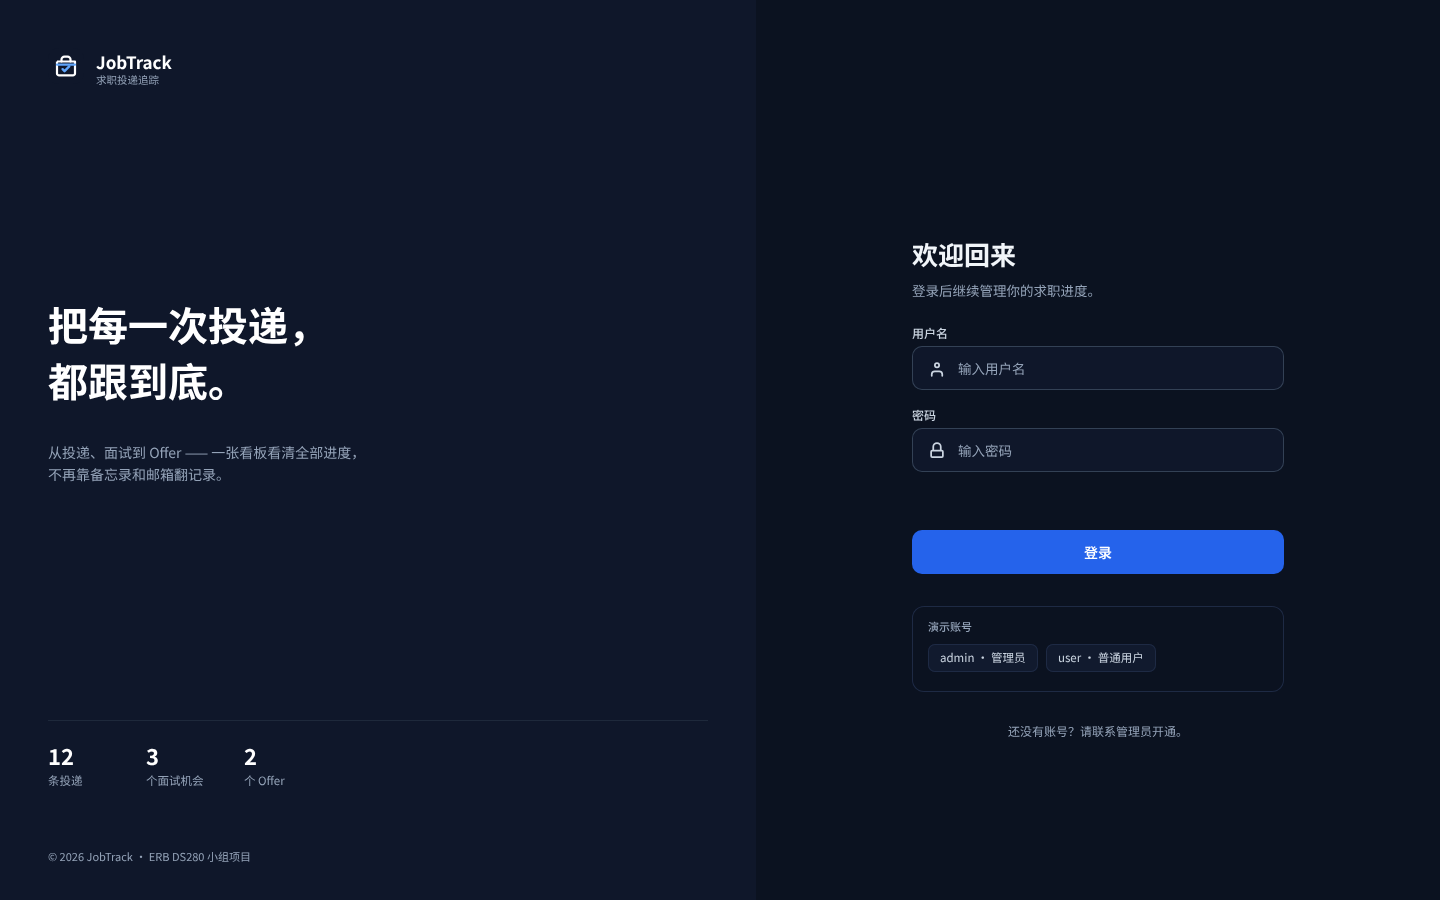 JobTrack
求职投递追踪
把每一次投递，
都跟到底。
从投递、面试到 Offer —— 一张看板看清全部进度，
不再靠备忘录和邮箱翻记录。
12
条投递
3
个面试机会
2
个 Offer
© 2026 JobTrack · ERB DS280 小组项目
欢迎回来
登录后继续管理你的求职进度。
用户名
输入用户名
密码
输入密码
登录
演示账号
admin · 管理员
user · 普通用户
还没有账号？请联系管理员开通。